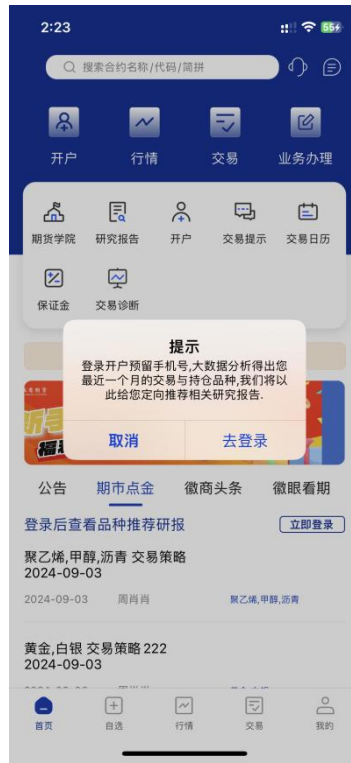 2:23
55
搜索合约名称/代码/简拼
开户
行情
交易
业务办理
期货学院
研究报告
开户
交易提示
交易日历
保证金
交易诊断
提示
登录开户预留手机号,大数据分析得出您
最近一个月的交易与持仓品种,我们将以
此给您定向推荐相关研究报告.
取消
去登录
公告
期市点金
徽商头条
徽眼看期
登录后查看品种推荐研报
立即登录
聚乙烯,甲醇,沥青 交易策略
2024-09-03
2024-09-03
周肖肖
聚乙烯,甲醇,沥青
黄金,白银 交易策略 222
2024-09-03
首页
自选
行情
交易
我的